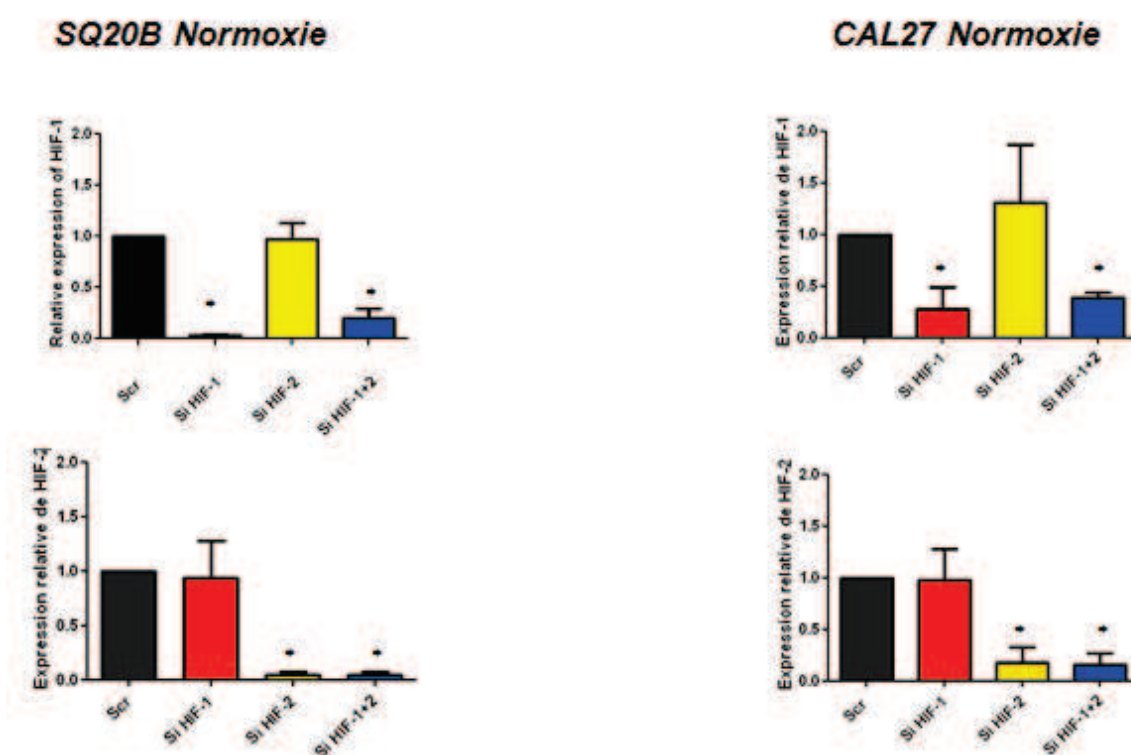 SQ20B Normoxie
CAL27 Normoxie
Relative expression of HIF-1
2.0
1.5
1.0
0.5
0.0
*
*
Scr
Si HIF-1
Si HIF-2
Si HIF-1+2
Expression relative de HIF-1
2.0
1.5
1.0
0.5
0.0
*
*
Scr
Si HIF-1
Si HIF-2
Si HIF-1+2
Expression relative de HIF-2
2.0
1.5
1.0
0.5
0.0
*
*
Scr
Si HIF-1
Si HIF-2
Si HIF-1+2
Expression relative de HIF-2
2.0
1.5
1.0
0.5
0.0
*
*
Scr
Si HIF-1
Si HIF-2
Si HIF-1+2